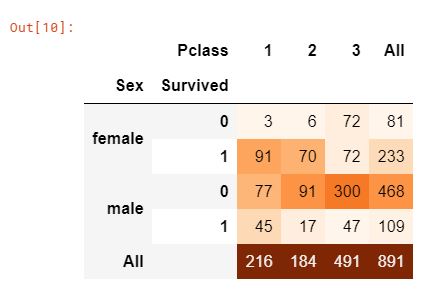 Out[10]:
Pclass 1 2 3 All
Sex Survived
female 0 3 6 72 81
1 91 70 72 233
male 0 77 91 300 468
1 45 17 47 109
All 216 184 491 891